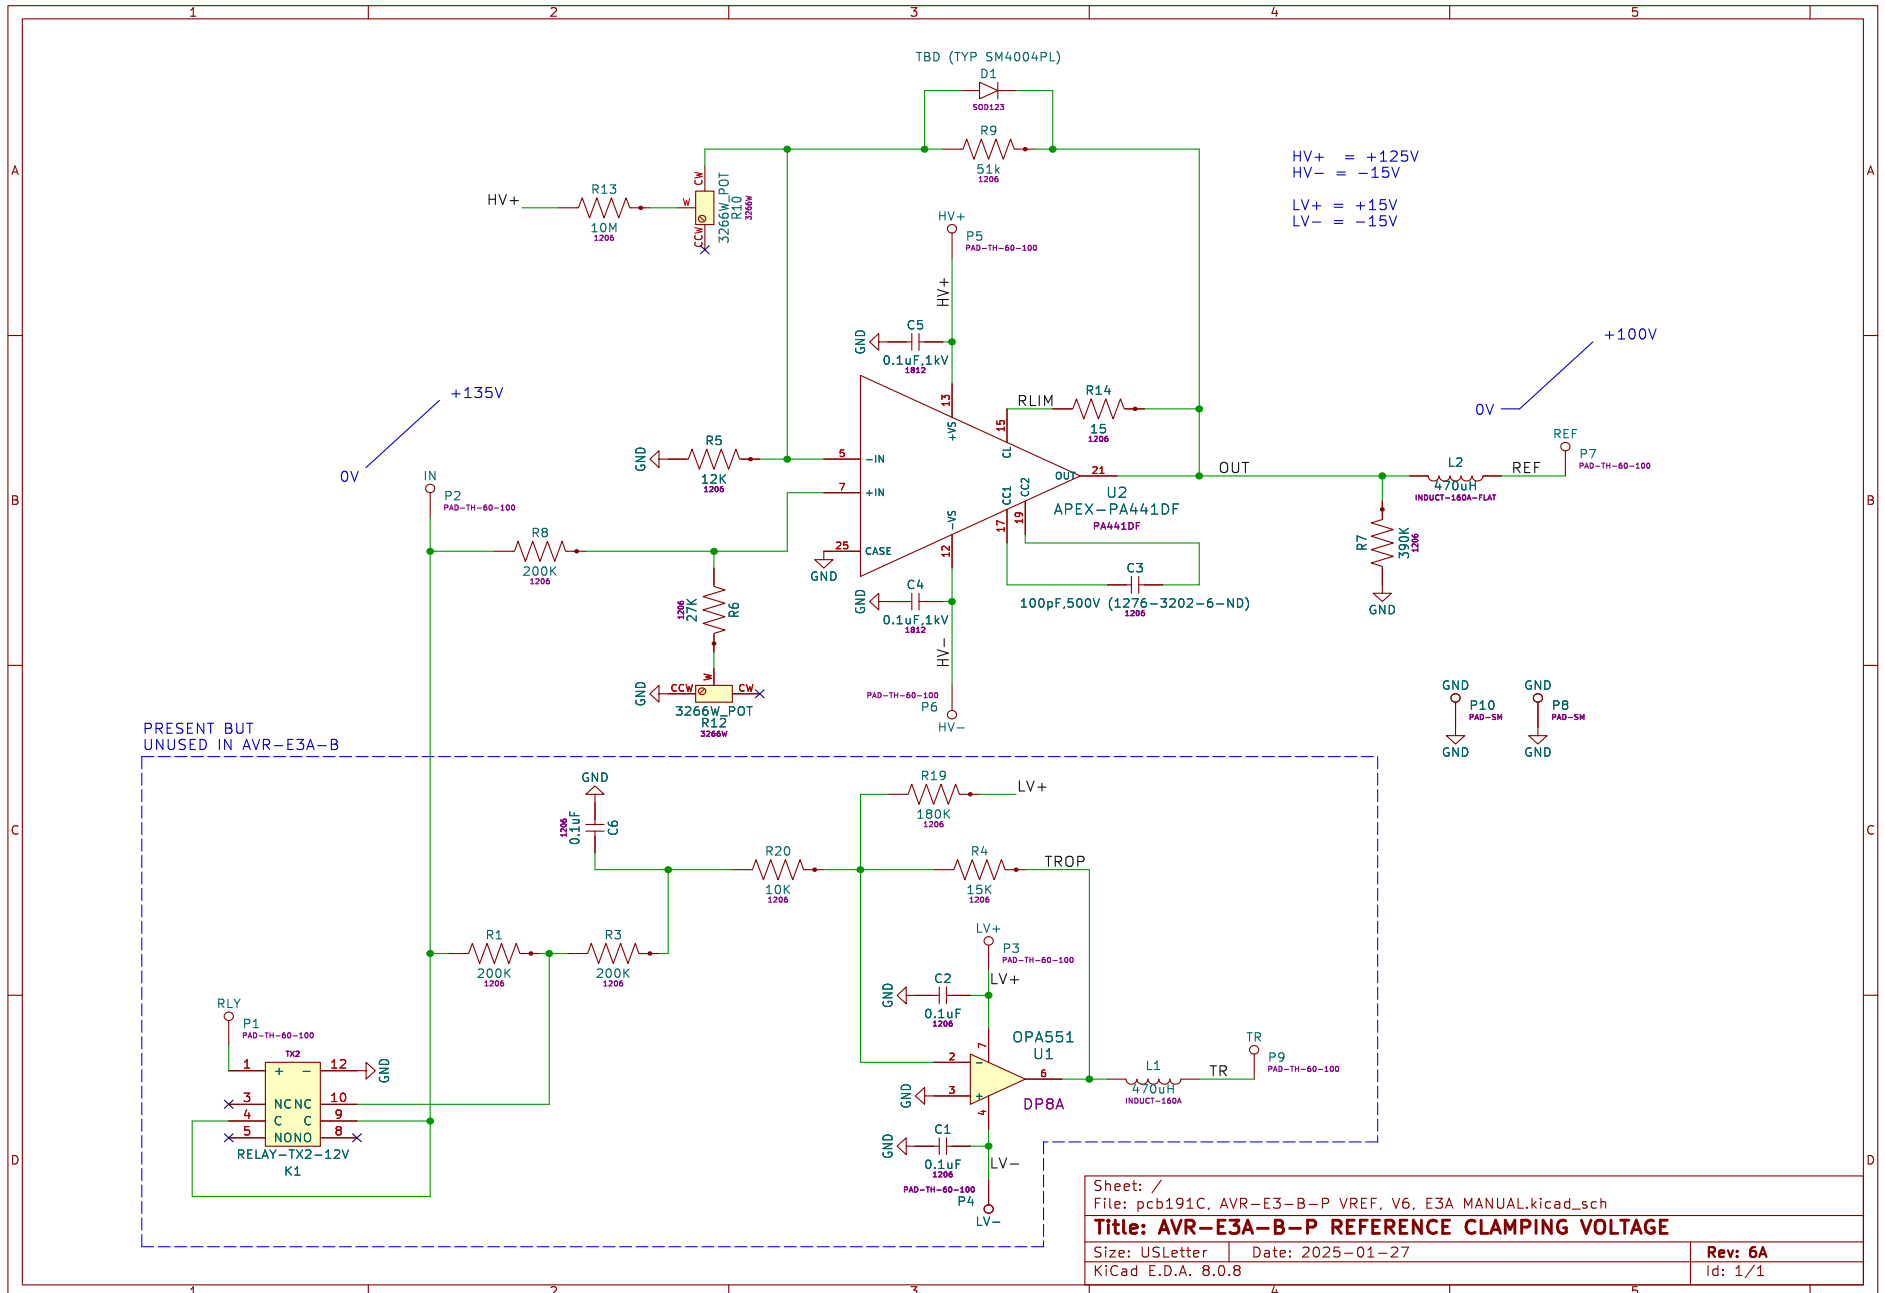 1 2 3 4 5
A
A
B
B
C
C
D
D
TBD (TYP SM4004PL)
D1
SOD123
R9
51k
1206
HV+ = +125V
HV- = -15V
LV+ = +15V
LV- = -15V
HV+
R13
10M
1206
CW
W
CCW
3266W_POT
R10
3266W
HV+
P5
PAD-TH-60-100
HV+
C5
GND
0.1uF,1kV
1812
+135V
0V
+100V
0V
RLIM
R14
15
1206
13
+VS
15
CL
GND
R5
12K
1206
5
-IN
7
+IN
25
CASE
GND
OUT
21
U2
APEX-PA441DF
PA441DF
CC1
CC2
17
19
-VS
12
OUT
L2
470uH
INDUCT-160A-FLAT
REF
REF
P7
PAD-TH-60-100
IN
P2
PAD-TH-60-100
R8
200K
1206
R7
390K
1206
GND
1206
27K
R6
C4
GND
0.1uF,1kV
1812
C3
100pF,500V (1276-3202-6-ND)
1206
HV-
PAD-TH-60-100
P6
HV-
GND
CCW
W
CW
3266W_POT
R12
3266W
GND
P10
PAD-SM
GND
GND
P8
PAD-SM
GND
PRESENT BUT
UNUSED IN AVR-E3A-B
GND
1206
0.1uF
C6
R19
180K
1206
LV+
R20
10K
1206
R4
15K
1206
TROP
R1
200K
1206
R3
200K
1206
LV+
P3
PAD-TH-60-100
LV+
C2
GND
0.1uF
1206
RLY
P1
PAD-TH-60-100
TX2
1
+
-
12
GND
3
NC
NC
10
4
C
C
9
5
NO
NO
8
RELAY-TX2-12V
K1
OPA551
U1
7
2
-
3
+
GND
6
4
DP8A
L1
470uH
INDUCT-160A
TR
TR
P9
PAD-TH-60-100
C1
GND
0.1uF
1206
LV-
PAD-TH-60-100
P4
LV-
Sheet: /
File: pcb191C, AVR-E3-B-P VREF, V6, E3A MANUAL.kicad_sch
Title: AVR-E3A-B-P REFERENCE CLAMPING VOLTAGE
Size: USLetter Date: 2025-01-27 Rev: 6A
KiCad E.D.A. 8.0.8 Id: 1/1
1 2 3 4 5